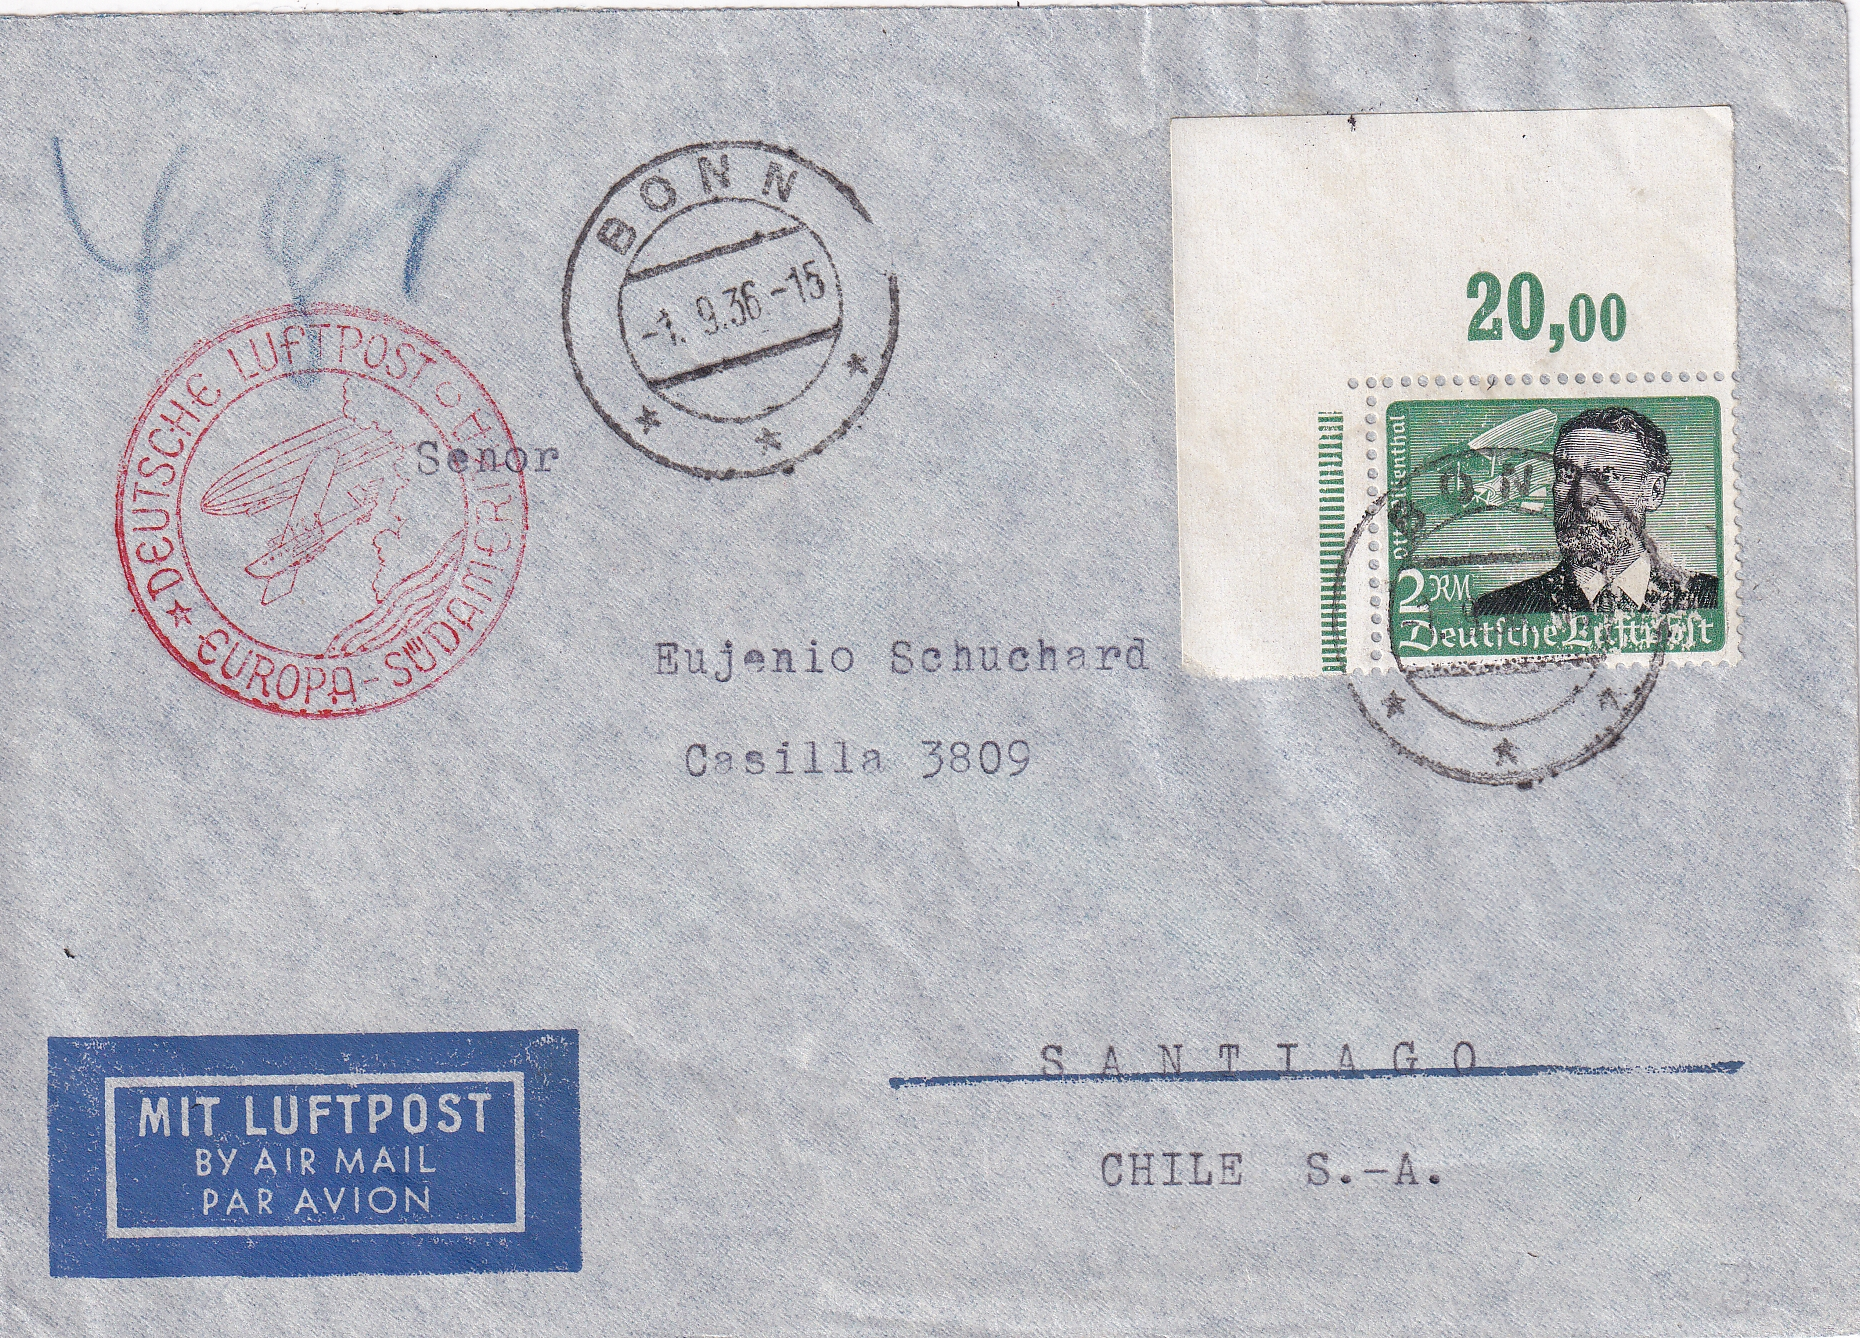 BONN
-1. 9.36-15
20,00
Otto Lilienthal
2 RM
Deutsche Luftpost
BONN
DEUTSCHE LUFTPOST
EUROPA-SÜDAMERIKA
Senor
Eujenio Schuchard
Casilla 3809
SANTIAGO
CHILE S.-A.
MIT LUFTPOST
BY AIR MAIL
PAR AVION